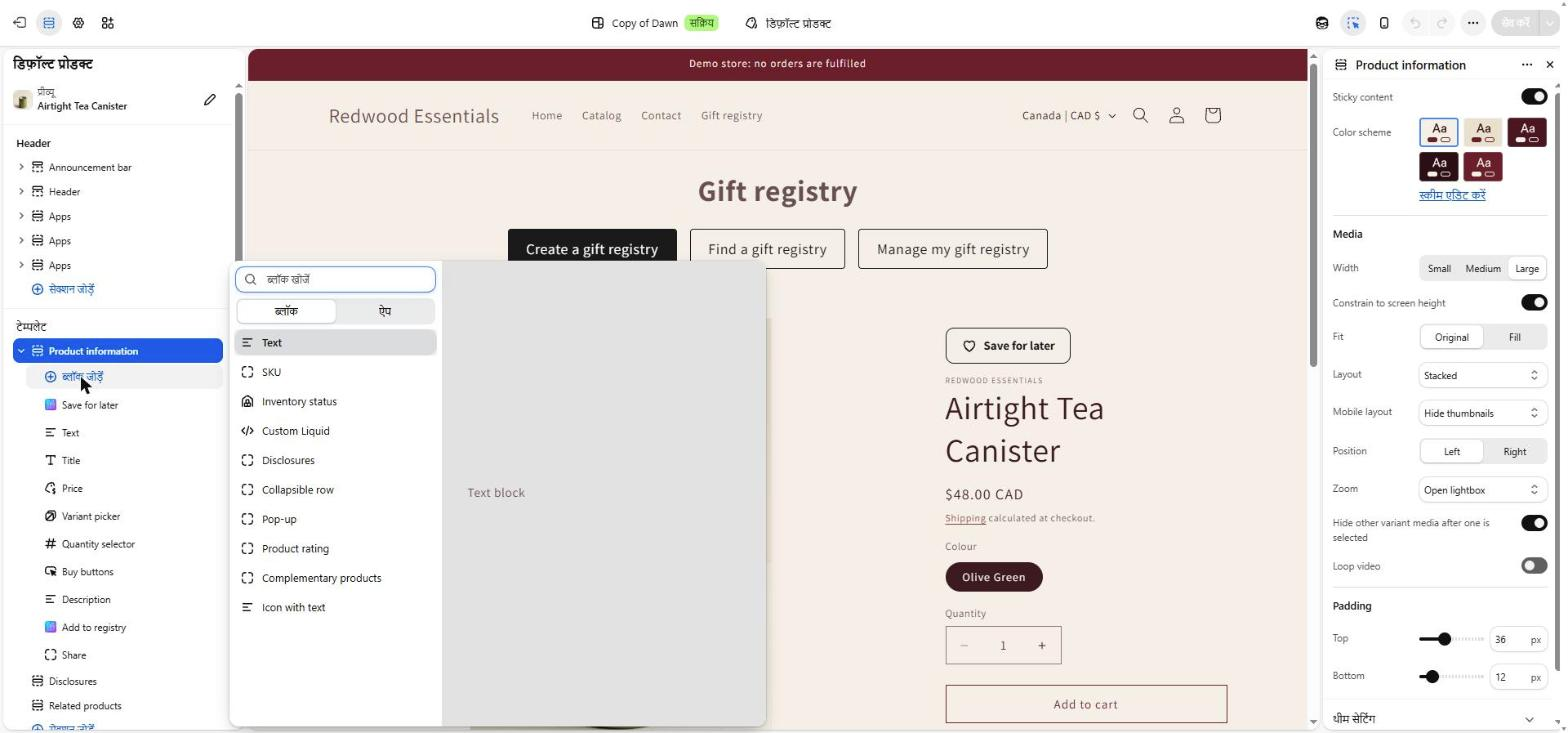 Copy of Dawn सक्रिय डिफ़ॉल्ट प्रोडक्ट सेव करें
डिफ़ॉल्ट प्रोडक्ट
प्रीव्यू
Airtight Tea Canister
Header
Announcement bar
Header
Apps
Apps
Apps
सेक्शन जोड़ें
टेम्पलेट
Product information
ब्लॉक जोड़ें
Save for later
Text
Title
Price
Variant picker
Quantity selector
Buy buttons
Description
Add to registry
Share
Disclosures
Related products
सेक्शन जोड़ें
ब्लॉक खोजें
ब्लॉक ऐप
Text
SKU
Inventory status
Custom Liquid
Disclosures
Collapsible row
Pop-up
Product rating
Complementary products
Icon with text
Text block
Demo store: no orders are fulfilled
Redwood Essentials Home Catalog Contact Gift registry Canada | CAD $
Gift registry
Create a gift registry Find a gift registry Manage my gift registry
Save for later
REDWOOD ESSENTIALS
Airtight Tea
Canister
$48.00 CAD
Shipping calculated at checkout.
Colour
Olive Green
Quantity
− 1 +
Add to cart
Product information
Sticky content
Color scheme Aa Aa Aa
Aa Aa
स्कीम एडिट करें
Media
Width Small Medium Large
Constrain to screen height
Fit Original Fill
Layout Stacked
Mobile layout Hide thumbnails
Position Left Right
Zoom Open lightbox
Hide other variant media after one is
selected
Loop video
Padding
Top 36 px
Bottom 12 px
थीम सेटिंग